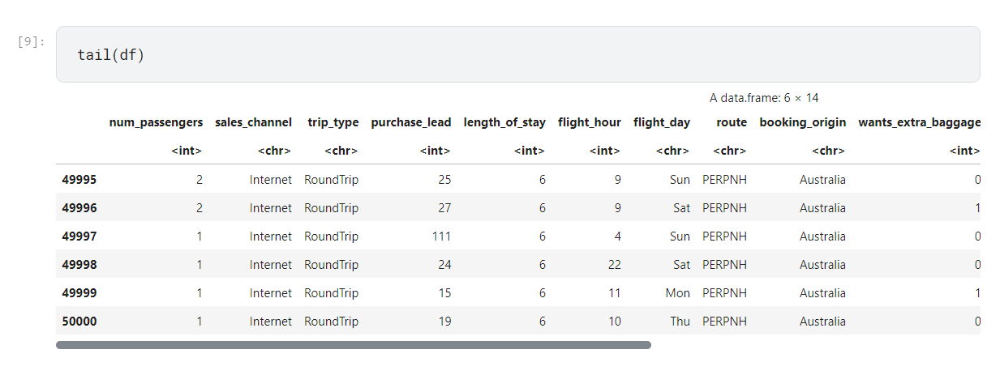 [9]:
tail(df)
A data.frame: 6 × 14
num_passengers sales_channel trip_type purchase_lead length_of_stay flight_hour flight_day route booking_origin wants_extra_baggage
<int> <chr> <chr> <int> <int> <int> <chr> <chr> <chr> <int>
49995 2 Internet RoundTrip 25 6 9 Sun PERPNH Australia 0
49996 2 Internet RoundTrip 27 6 9 Sat PERPNH Australia 1
49997 1 Internet RoundTrip 111 6 4 Sun PERPNH Australia 0
49998 1 Internet RoundTrip 24 6 22 Sat PERPNH Australia 0
49999 1 Internet RoundTrip 15 6 11 Mon PERPNH Australia 1
50000 1 Internet RoundTrip 19 6 10 Thu PERPNH Australia 0